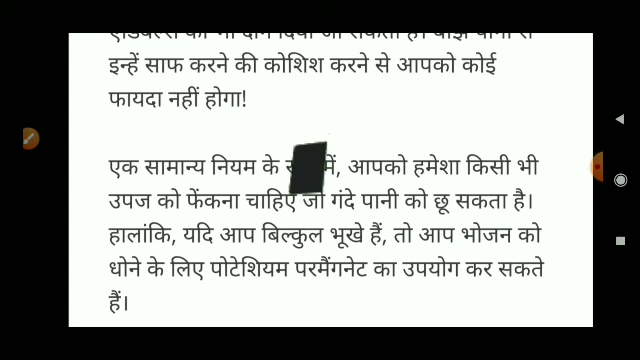 इन्हें साफ करने की कोशिश करने से आपको कोई
फायदा नहीं होगा!
एक सामान्य नियम के में, आपको हमेशा किसी भी
उपज को फेंकना चाहिए जो गंदे पानी को छू सकता है।
हालांकि, यदि आप बिल्कुल भूखे हैं, तो आप भोजन को
धोने के लिए पोटेशियम परमैंगनेट का उपयोग कर सकते
हैं।